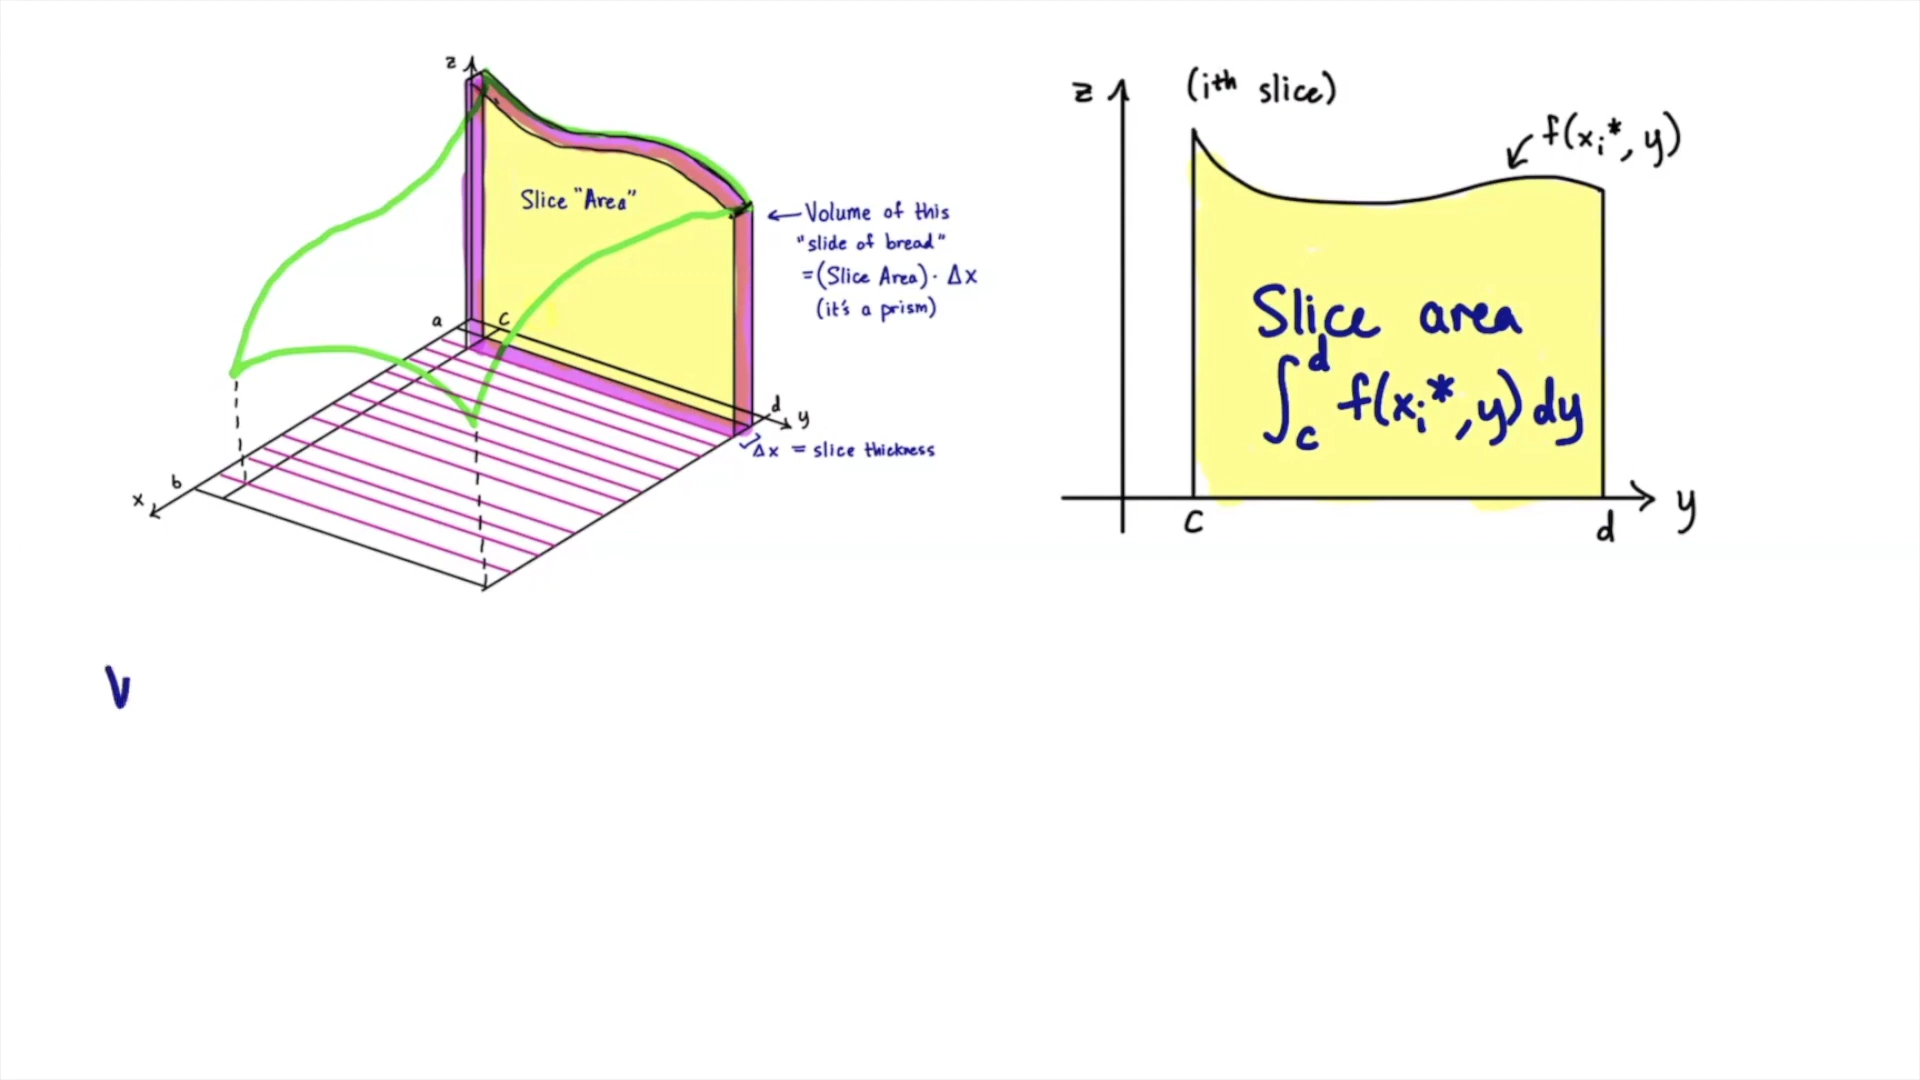 z
Slice "Area"
←Volume of this
"slide of bread"
=(Slice Area)·Δx
(it's a prism)
a
c
d
y
Δx = slice thickness
b
x
z
(ith slice)
f(xᵢ*, y)
Slice area
∫_c^d f(xᵢ*, y) dy
c
d
y
V